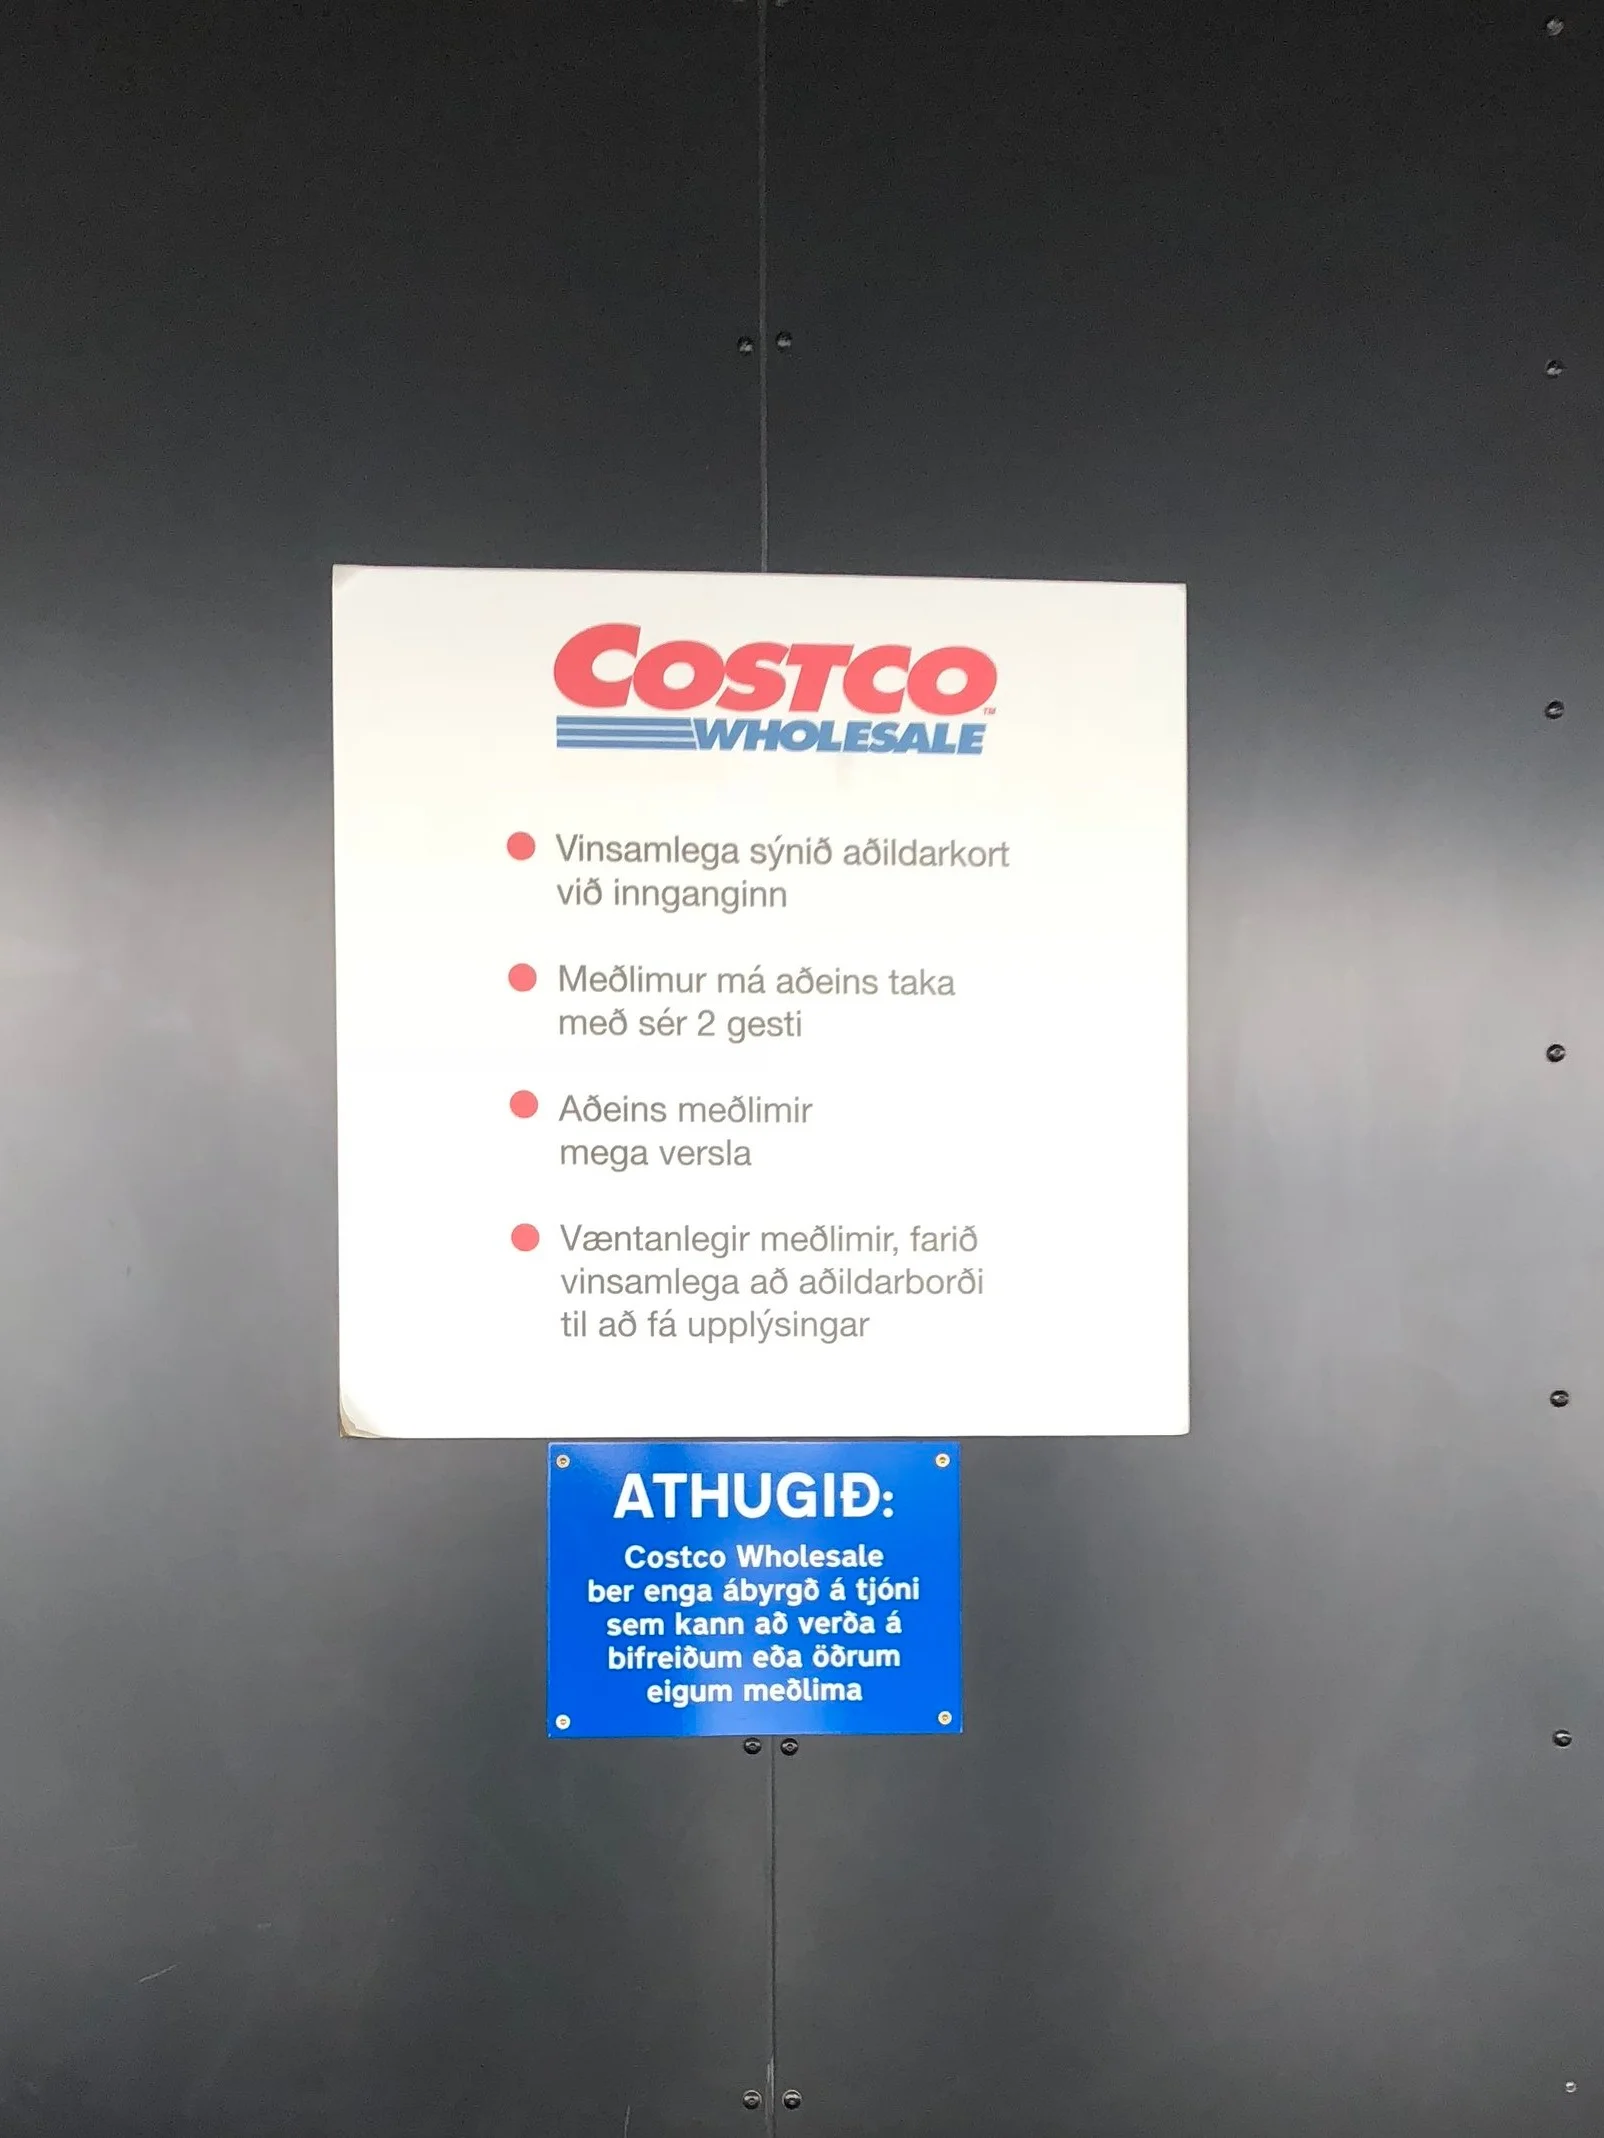 COSTCO™
WHOLESALE
Vinsamlega sýnið aðildarkort
við innganginn
Meðlimur má aðeins taka
með sér 2 gesti
Aðeins meðlimir
mega versla
Væntanlegir meðlimir, farið
vinsamlega að aðildarborði
til að fá upplýsingar
ATHUGIÐ:
Costco Wholesale
ber enga ábyrgð á tjóni
sem kann að verða á
bifreiðum eða öðrum
eigum meðlima